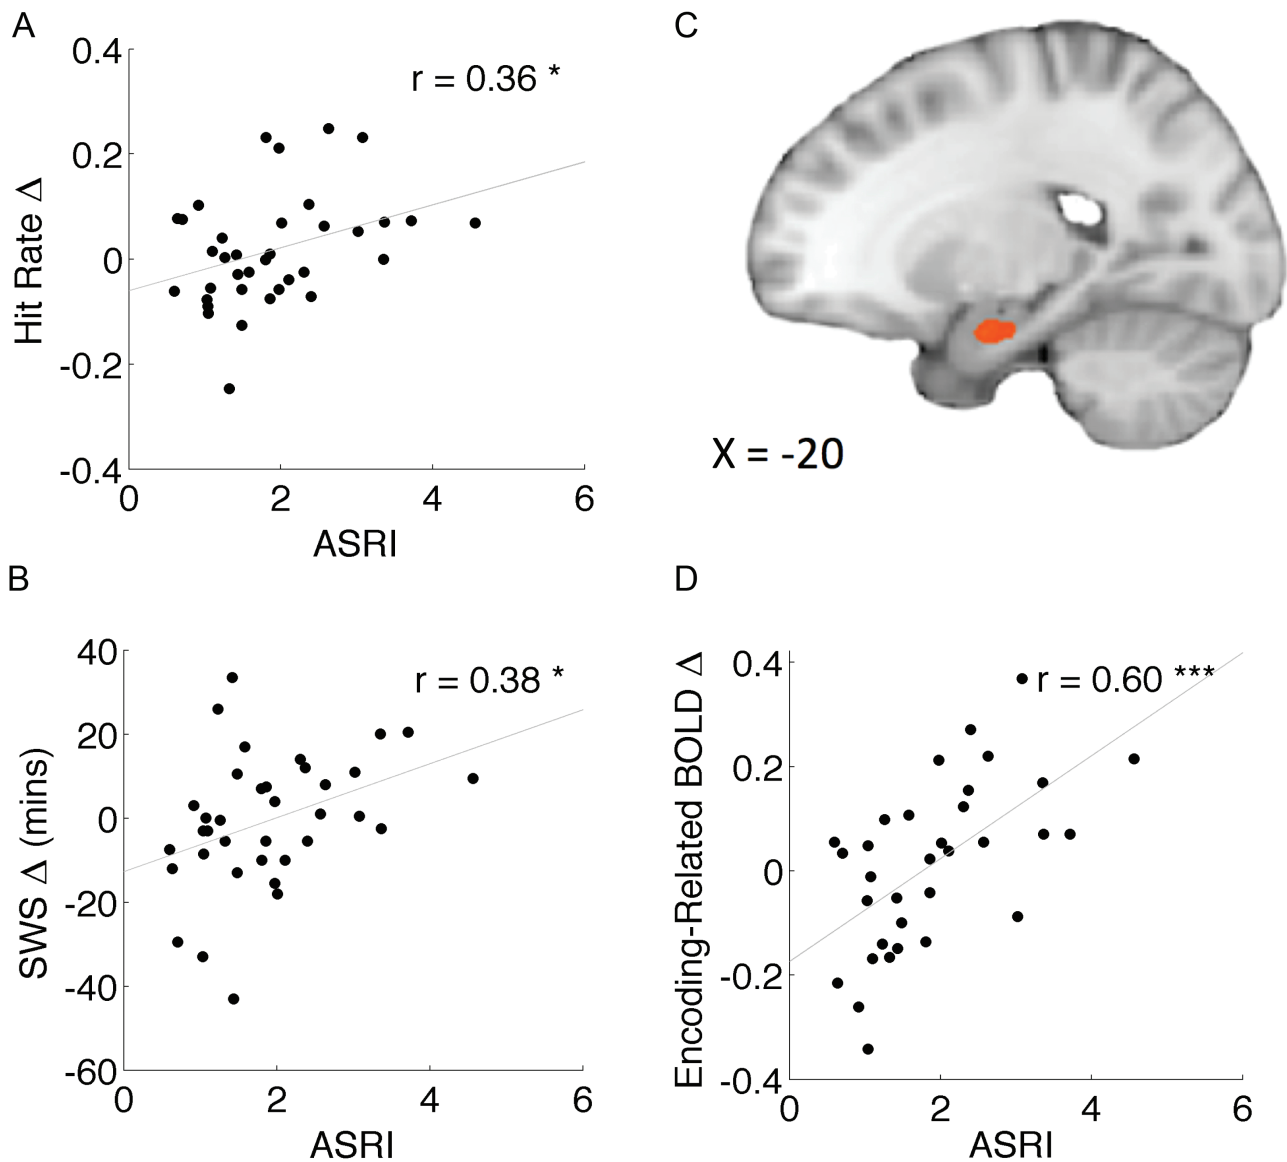 A
0.4
r = 0.36 *
0.2
0
-0.2
-0.4
Hit Rate Δ
0 2 4 6
ASRI
B
40
r = 0.38 *
20
0
-20
-40
-60
SWS Δ (mins)
0 2 4 6
ASRI
C
X = -20
D
0.4
r = 0.60 ***
0.2
0
-0.2
-0.4
Encoding-Related BOLD Δ
0 2 4 6
ASRI